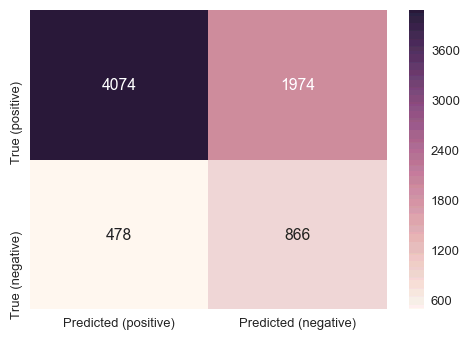 True (positive)
4074
1974
True (negative)
478
866
Predicted (positive)
Predicted (negative)
3600
3000
2400
1800
1200
600